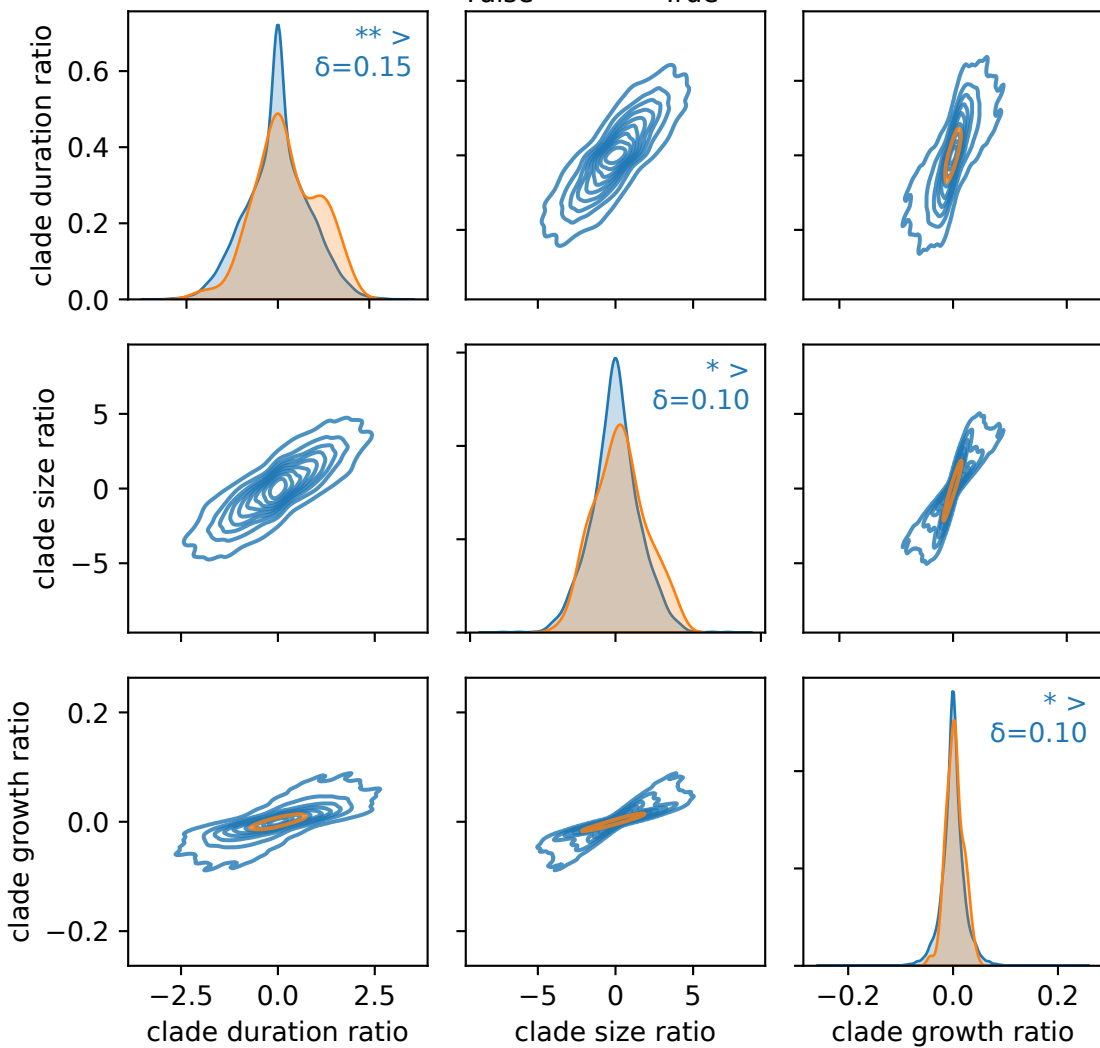 clade duration ratio
0.6
0.4
0.2
0.0
** >
δ=0.15
clade size ratio
5
0
−5
* >
δ=0.10
clade growth ratio
0.2
0.0
−0.2
* >
δ=0.10
−2.5 0.0 2.5
−5 0 5
−0.2 0.0 0.2
clade duration ratio
clade size ratio
clade growth ratio